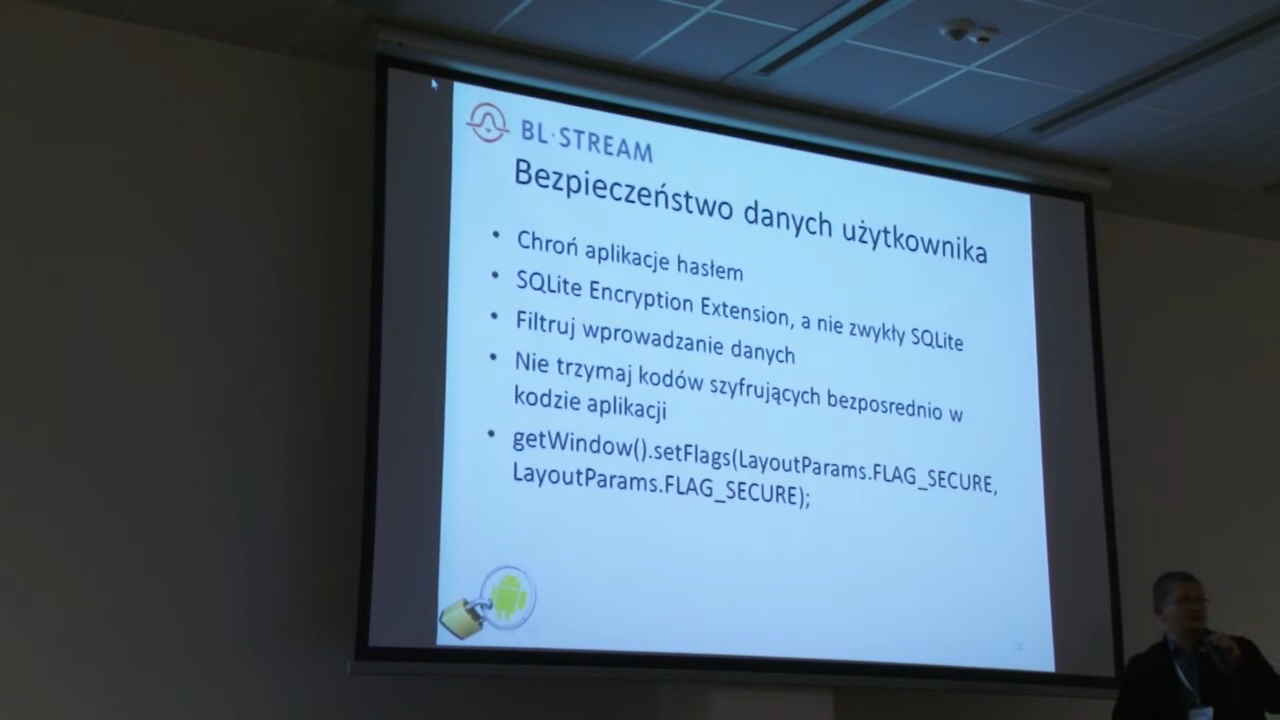 BL·STREAM
Bezpieczeństwo danych użytkownika
• Chroń aplikacje hasłem
• SQLite Encryption Extension, a nie zwykły SQLite
• Filtruj wprowadzanie danych
• Nie trzymaj kodów szyfrujących bezposrednio w
kodzie aplikacji
• getWindow().setFlags(LayoutParams.FLAG_SECURE,
LayoutParams.FLAG_SECURE);